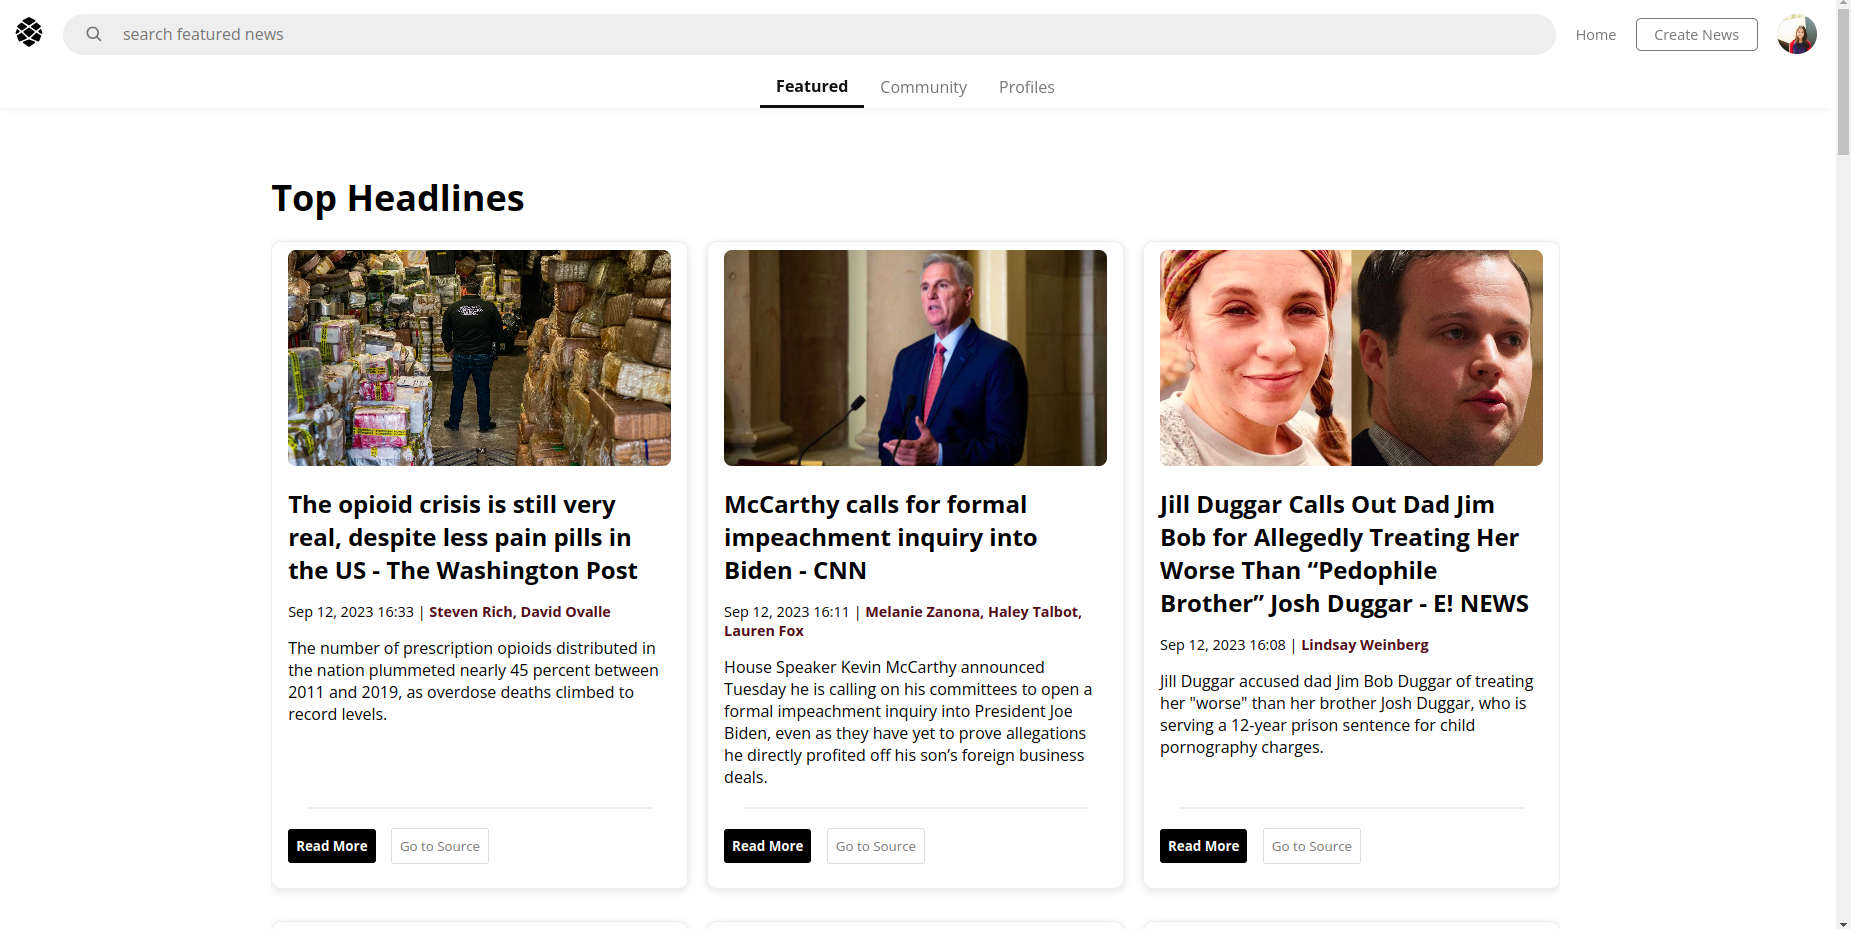 search featured news
Home
Create News
Featured
Community
Profiles
Top Headlines
The opioid crisis is still very
real, despite less pain pills in
the US - The Washington Post
Sep 12, 2023 16:33 | Steven Rich, David Ovalle
The number of prescription opioids distributed in
the nation plummeted nearly 45 percent between
2011 and 2019, as overdose deaths climbed to
record levels.
Read More
Go to Source
McCarthy calls for formal
impeachment inquiry into
Biden - CNN
Sep 12, 2023 16:11 | Melanie Zanona, Haley Talbot,
Lauren Fox
House Speaker Kevin McCarthy announced
Tuesday he is calling on his committees to open a
formal impeachment inquiry into President Joe
Biden, even as they have yet to prove allegations
he directly profited off his son’s foreign business
deals.
Read More
Go to Source
Jill Duggar Calls Out Dad Jim
Bob for Allegedly Treating Her
Worse Than “Pedophile
Brother” Josh Duggar - E! NEWS
Sep 12, 2023 16:08 | Lindsay Weinberg
Jill Duggar accused dad Jim Bob Duggar of treating
her "worse" than her brother Josh Duggar, who is
serving a 12-year prison sentence for child
pornography charges.
Read More
Go to Source